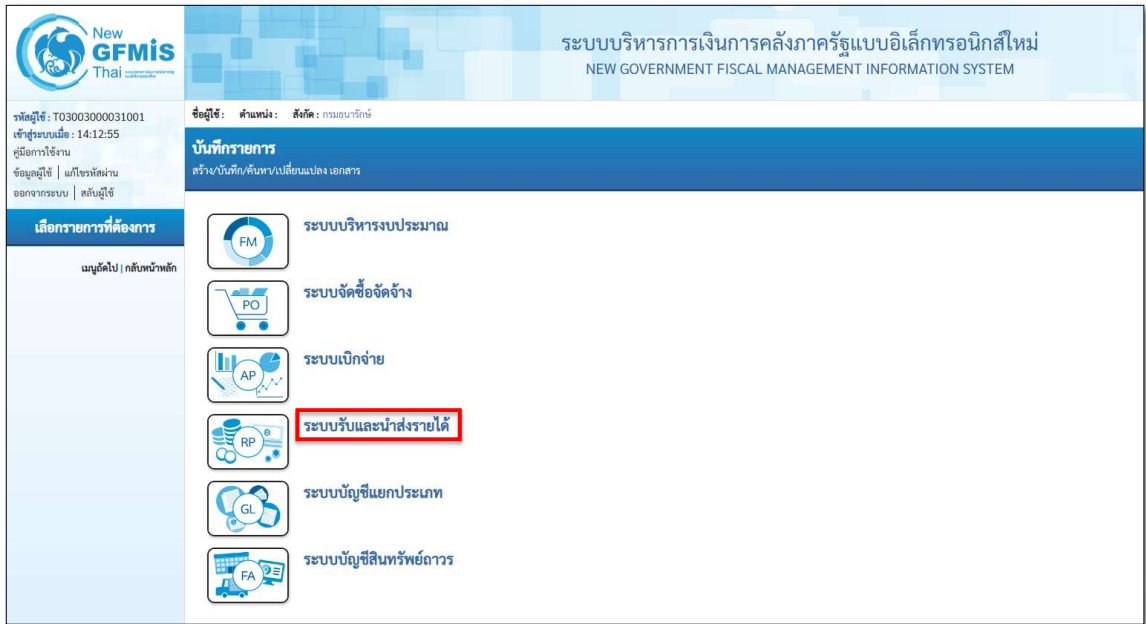 New
GFMiS
Thai
ระบบบริหารการเงินการคลังภาครัฐแบบอิเล็กทรอนิกส์ใหม่
NEW GOVERNMENT FISCAL MANAGEMENT INFORMATION SYSTEM
รหัสผู้ใช้ : T03003000031001
เข้าสู่ระบบเมื่อ : 14:12:55
คู่มือการใช้งาน
ข้อมูลผู้ใช้ | แก้ไขรหัสผ่าน
ออกจากระบบ | สลับผู้ใช้
เลือกรายการที่ต้องการ
เมนูถัดไป | กลับหน้าหลัก
ชื่อผู้ใช้ : ตำแหน่ง : สังกัด : กรมธนารักษ์
บันทึกรายการ
สร้าง/บันทึก/ค้นหา/เปลี่ยนแปลง เอกสาร
FM ระบบบริหารงบประมาณ
PO ระบบจัดซื้อจัดจ้าง
AP ระบบเบิกจ่าย
RP ระบบรับและนำส่งรายได้
GL ระบบบัญชีแยกประเภท
FA ระบบบัญชีสินทรัพย์ถาวร